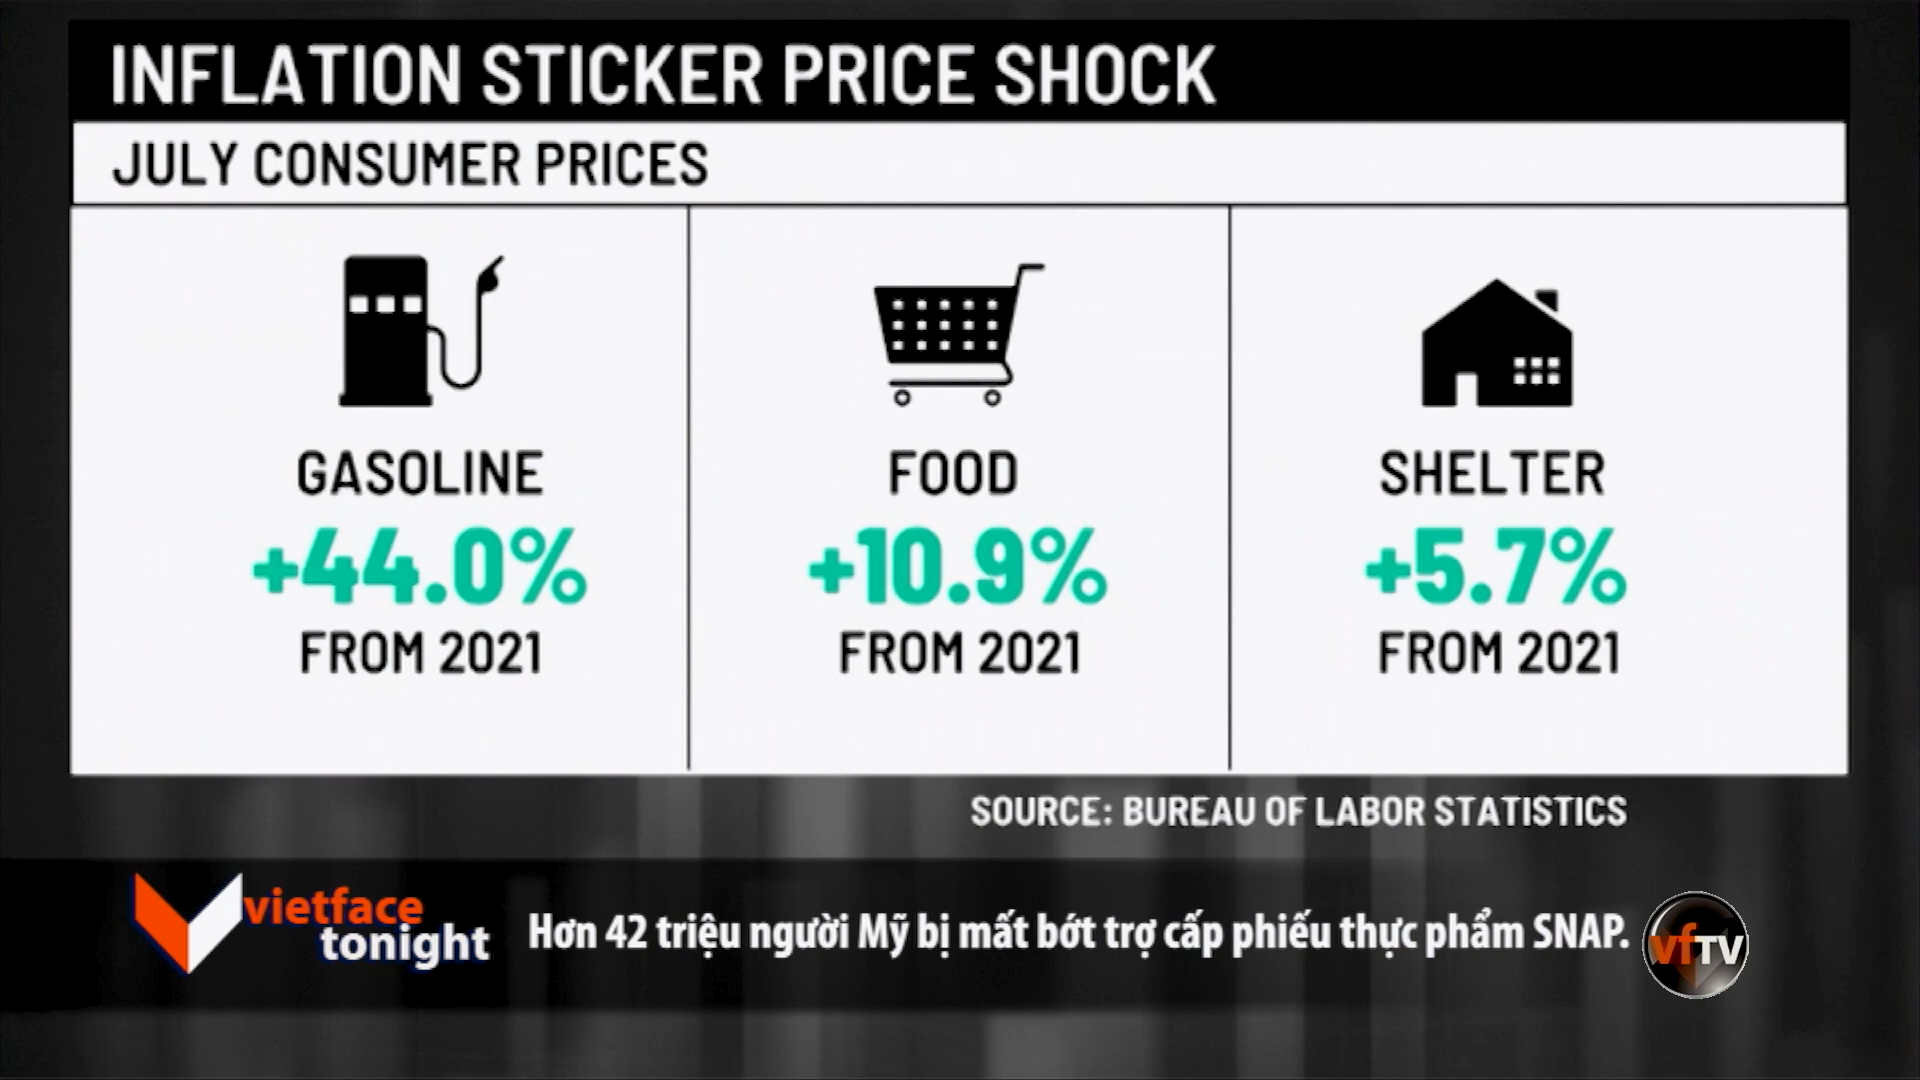 INFLATION STICKER PRICE SHOCK
JULY CONSUMER PRICES
GASOLINE
+44.0%
FROM 2021
FOOD
+10.9%
FROM 2021
SHELTER
+5.7%
FROM 2021
SOURCE: BUREAU OF LABOR STATISTICS
vietface
tonight
Hơn 42 triệu người Mỹ bị mất bớt trợ cấp phiếu thực phẩm SNAP.
vfTV